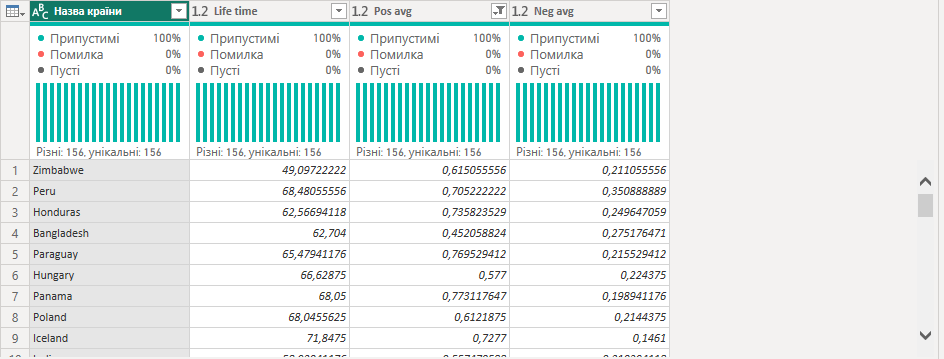 ABC Назва країни 1.2 Life time 1.2 Pos avg 1.2 Neg avg
Припустимі 100% Припустимі 100% Припустимі 100% Припустимі 100%
Помилка 0% Помилка 0% Помилка 0% Помилка 0%
Пусті 0% Пусті 0% Пусті 0% Пусті 0%
Різні: 156, унікальні: 156 Різні: 156, унікальні: 156 Різні: 156, унікальні: 156 Різні: 156, унікальні: 156
1 Zimbabwe 49,09722222 0,615055556 0,211055556
2 Peru 68,48055556 0,705222222 0,350888889
3 Honduras 62,56694118 0,735823529 0,249647059
4 Bangladesh 62,704 0,452058824 0,275176471
5 Paraguay 65,47941176 0,769529412 0,215529412
6 Hungary 66,62875 0,577 0,224375
7 Panama 68,05 0,773117647 0,198941176
8 Poland 68,0455625 0,6121875 0,2144375
9 Iceland 71,8475 0,7277 0,1461